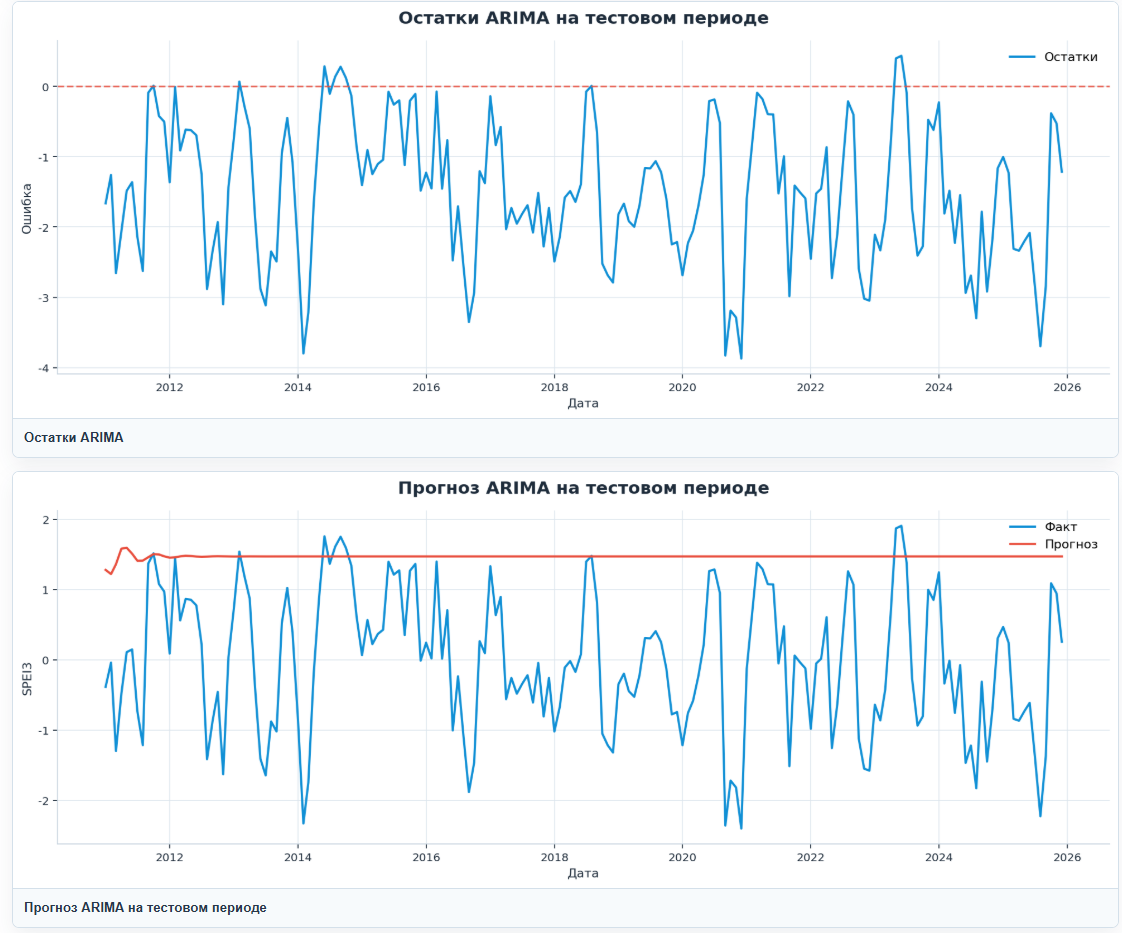 Остатки ARIMA на тестовом периоде
Остатки
0
-1
-2
-3
-4
Ошибка
2012
2014
2016
2018
2020
2022
2024
2026
Дата
Остатки ARIMA
Прогноз ARIMA на тестовом периоде
Факт
Прогноз
2
1
0
-1
-2
SPEI3
2012
2014
2016
2018
2020
2022
2024
2026
Дата
Прогноз ARIMA на тестовом периоде